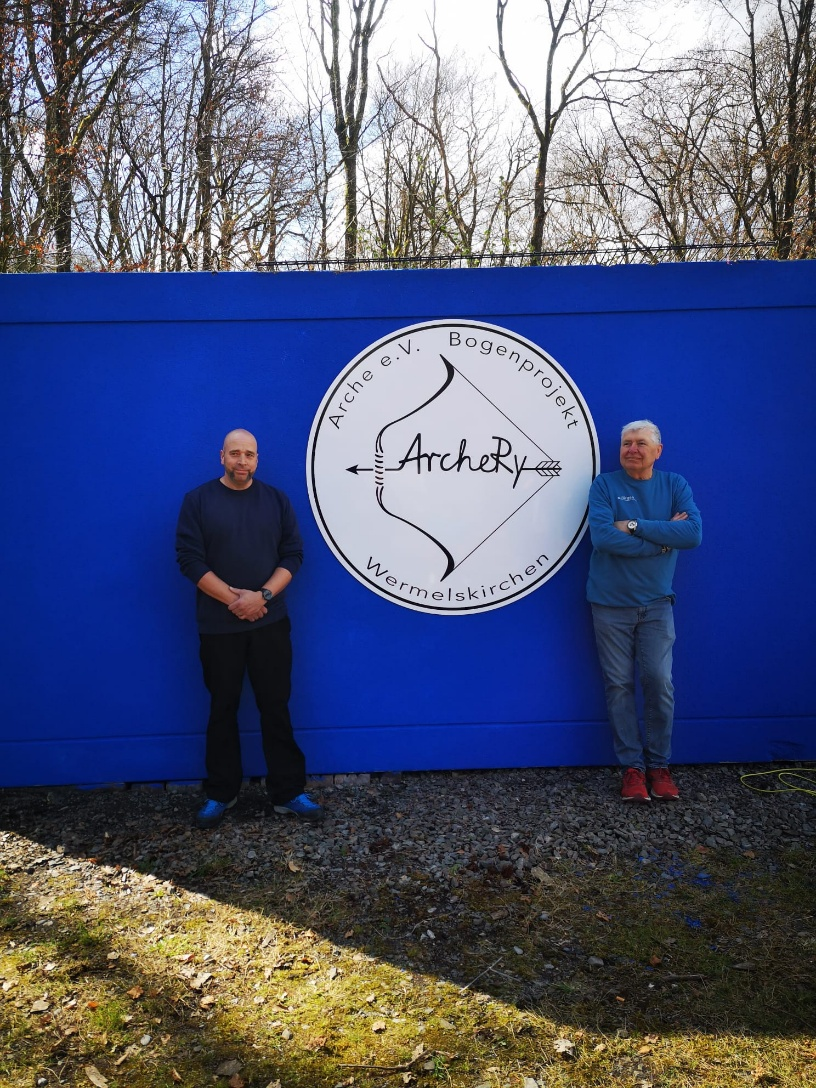 Arche e.V. Bogenprojekt
ArcheRy
Wermelskirchen